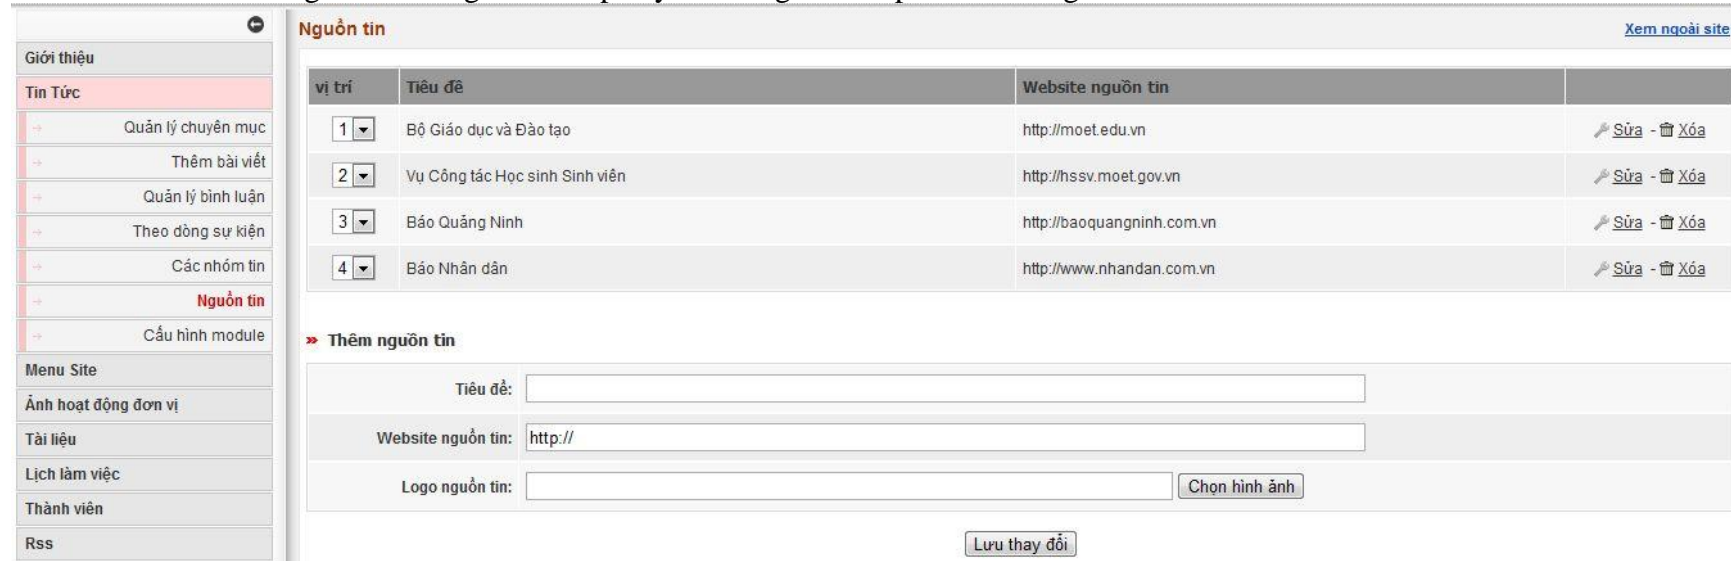 Nguồn tin
Xem ngoài site
Giới thiệu
Tin Tức
Quản lý chuyên mục
Thêm bài viết
Quản lý bình luận
Theo dòng sự kiện
Các nhóm tin
Nguồn tin
Cấu hình module
Menu Site
Ảnh hoạt động đơn vị
Tài liệu
Lịch làm việc
Thành viên
Rss
vị trí Tiêu đề Website nguồn tin
1 Bộ Giáo dục và Đào tạo http://moet.edu.vn Sửa - Xóa
2 Vụ Công tác Học sinh Sinh viên http://hssv.moet.gov.vn Sửa - Xóa
3 Báo Quảng Ninh http://baoquangninh.com.vn Sửa - Xóa
4 Báo Nhân dân http://www.nhandan.com.vn Sửa - Xóa
» Thêm nguồn tin
Tiêu đề:
Website nguồn tin: http://
Logo nguồn tin: Chọn hình ảnh
Lưu thay đổi